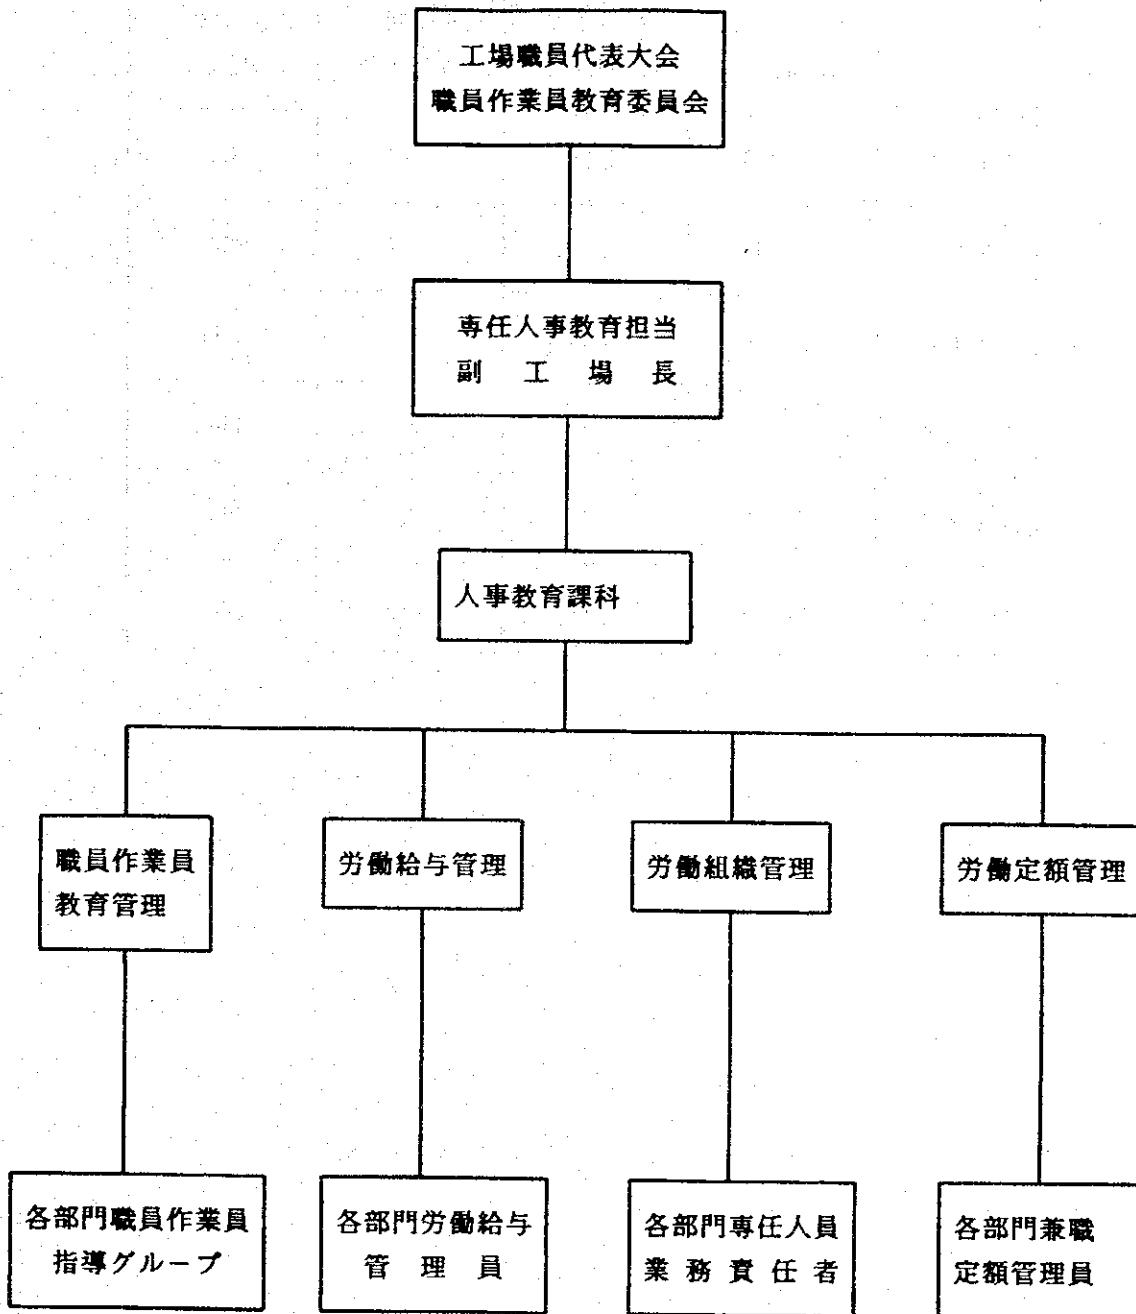 工場職員代表大会
職員作業員教育委員会
専任人事教育担当
副工場長
人事教育課科
職員作業員
教育管理
労働給与管理
労働組織管理
労働定額管理
各部門職員作業員
指導グループ
各部門労働給与
管理員
各部門専任人員
業務責任者
各部門兼職
定額管理員